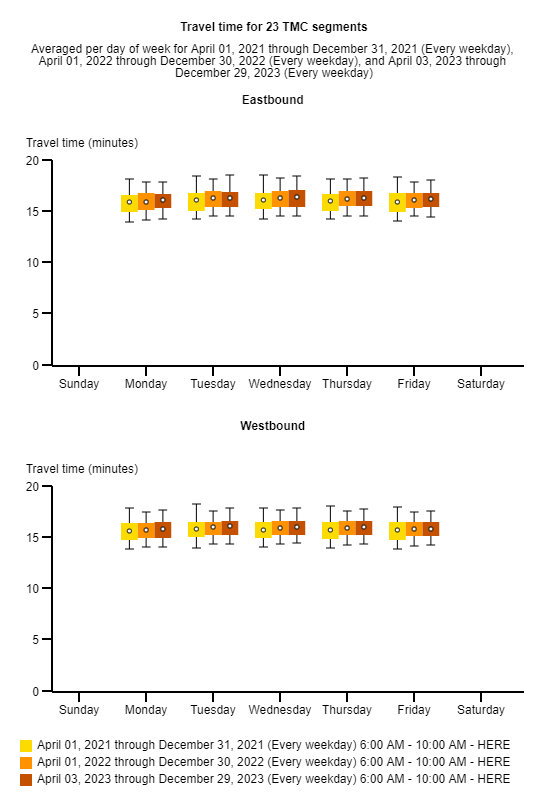 Travel time for 23 TMC segments
Averaged per day of week for April 01, 2021 through December 31, 2021 (Every weekday),
April 01, 2022 through December 30, 2022 (Every weekday), and April 03, 2023 through
December 29, 2023 (Every weekday)
Eastbound
Travel time (minutes)
20
15
10
5
0
Sunday Monday Tuesday Wednesday Thursday Friday Saturday
Westbound
Travel time (minutes)
20
15
10
5
0
Sunday Monday Tuesday Wednesday Thursday Friday Saturday
April 01, 2021 through December 31, 2021 (Every weekday) 6:00 AM - 10:00 AM - HERE
April 01, 2022 through December 30, 2022 (Every weekday) 6:00 AM - 10:00 AM - HERE
April 03, 2023 through December 29, 2023 (Every weekday) 6:00 AM - 10:00 AM - HERE